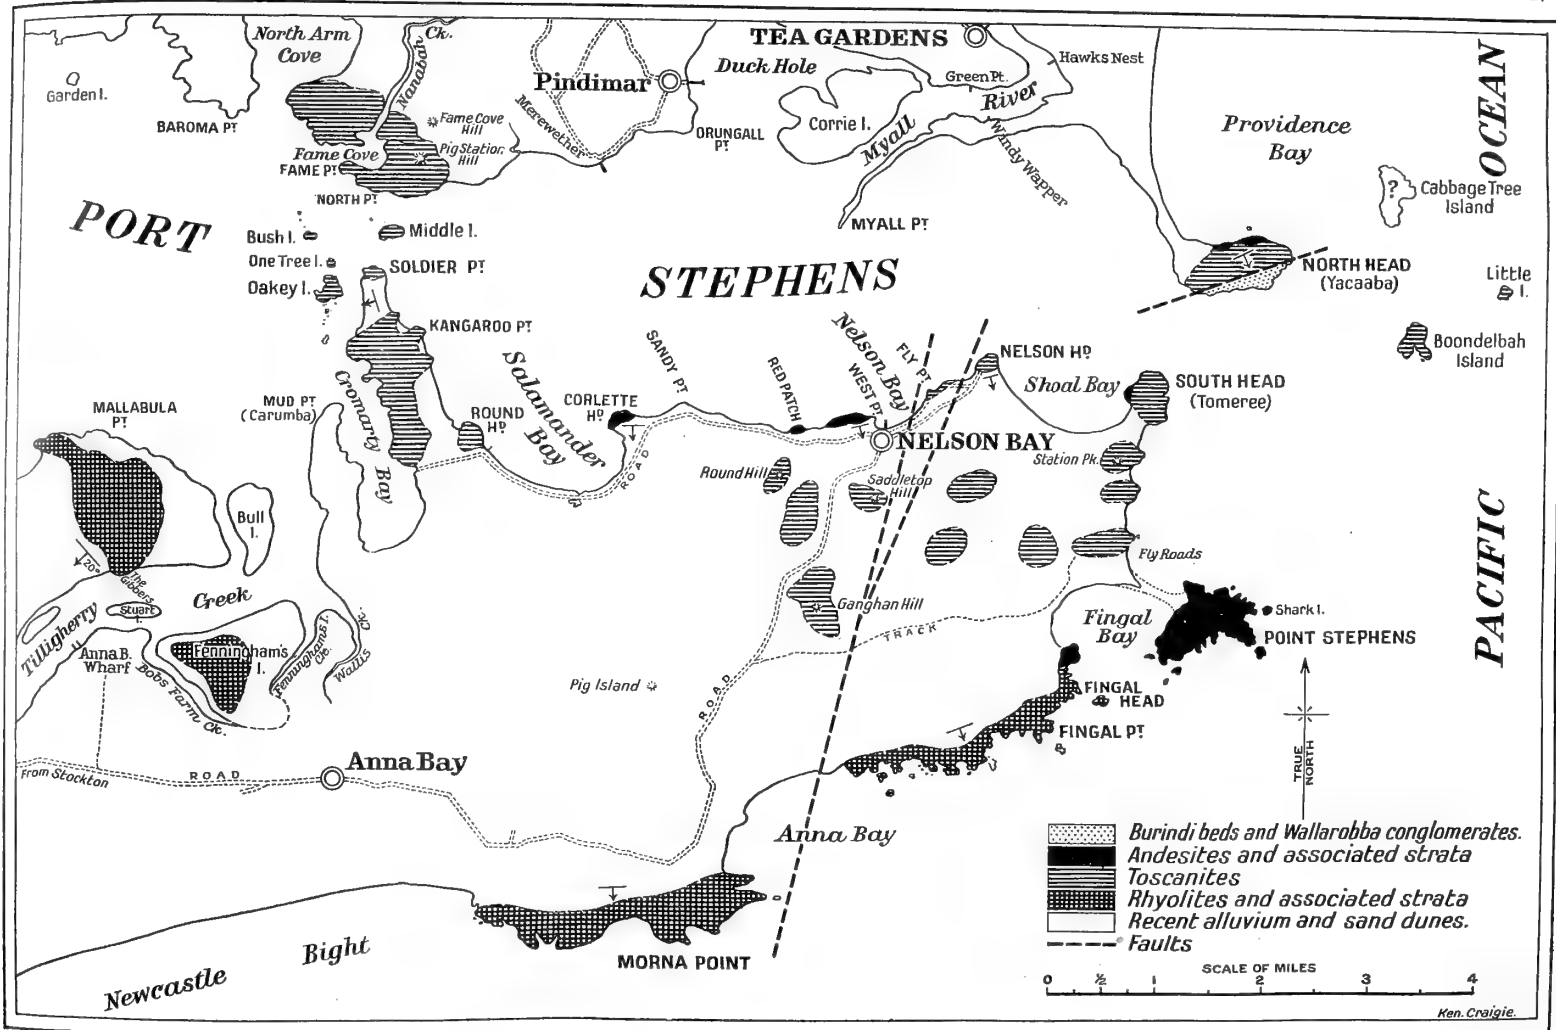 North Arm
Cove
Ck.
Nanabah
TEA GARDENS
Duck Hole
Hawks Nest
Green Pt.
River
Pindimar
Garden I.
BAROMA PT
Merewether
ORUNGALL
PT
Corrie I.
Myall
Windy Wapper
Providence
Bay
OCEAN
Fame Cove
Hill
Fame Cove
Pig Station
Hill
FAME PT
NORTH PT
Cabbage Tree
Island
?
PORT
STEPHENS
MYALL PT
Bush I.
Middle I.
One Tree I.
SOLDIER PT
Oakey I.
NORTH HEAD
(Yacaaba)
Little
I.
Boondelbah
Island
KANGAROO PT
Salamander
Bay
SANDY PT
RED PATCH
Nelson Bay
WEST PT
FLY PT
NELSON HD
Shoal Bay
SOUTH HEAD
(Tomeree)
MALLABULA
PT
MUD PT
(Carumba)
Cromarty Bay
ROUND
HD
CORLETTE
HD
ROAD
NELSON BAY
Station Pk.
Round Hill
Saddletop
Hill
Bull
I.
20°
The
Gibbers
Fly Roads
PACIFIC
Tilligherry
Creek
Stuart
I.
Ganghan Hill
TRACK
Fingal
Bay
Shark I.
POINT STEPHENS
Anna B.
Wharf
Fenningham's
I.
Fenninghams I.
Ck.
Wallis
Ck.
Bobs Farm Ck.
Pig Island
ROAD
FINGAL
HEAD
FINGAL PT
TRUE
NORTH
From Stockton
ROAD
Anna Bay
Anna Bay
Burindi beds and Wallarobba conglomerates.
Andesites and associated strata
Toscanites
Rhyolites and associated strata
Recent alluvium and sand dunes.
Faults
Newcastle
Bight
MORNA POINT
SCALE OF MILES
0 ½ 1 2 3 4
Ken. Craigie.